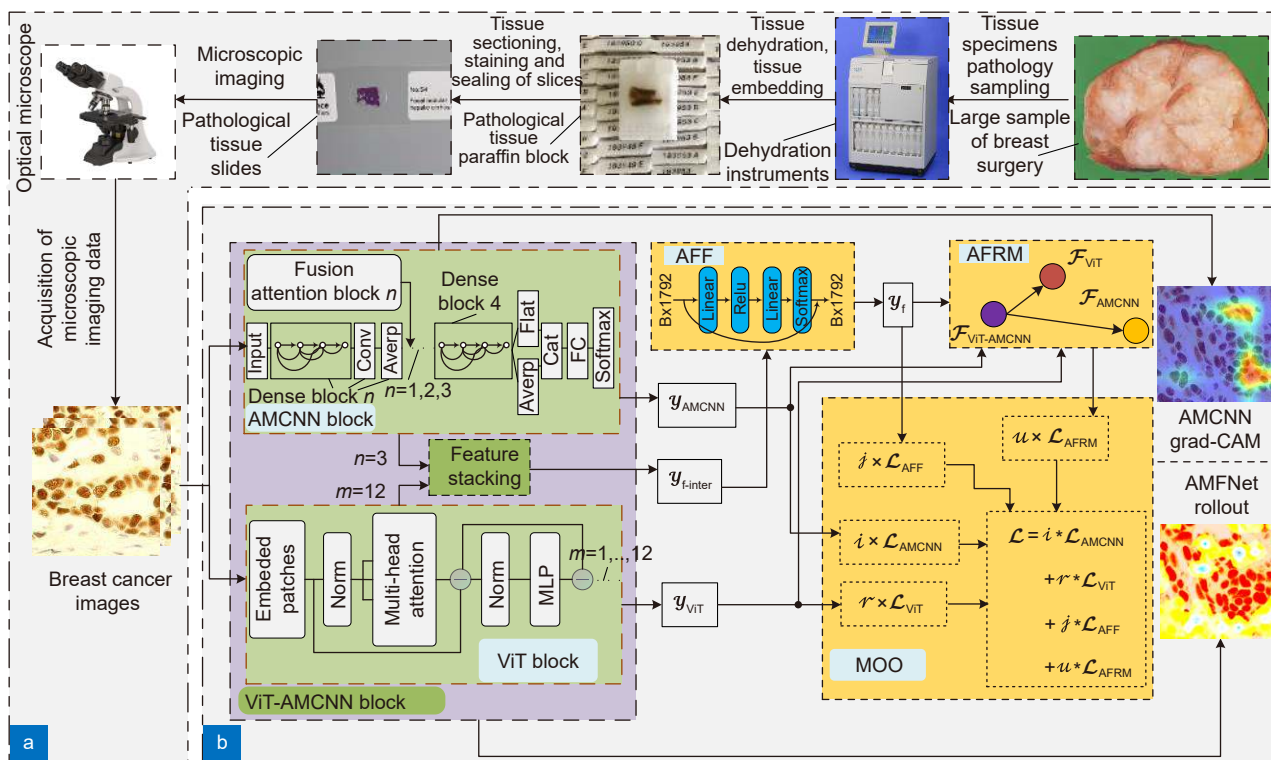 Optical microscope
Microscopic
imaging
Pathological
tissue
slides
No:54
Focal nodular
Tissue
sectioning,
staining and
sealing of slices
Pathological
tissue
paraffin block
Tissue
dehydration,
tissue
embedding
Dehydration
instruments
Tissue
specimens
pathology
sampling
Large sample
of breast
surgery
Acquisition of
microscopic
imaging data
Breast cancer
images
a
Fusion
attention block n
Dense
block 4
Input
Conv
Averp
Dense block n
n=1,2,3
Flat
Averp
Cat
FC
Softmax
AMCNN block
n=3
m=12
Feature
stacking
Embeded
patches
Norm
Multi-head
attention
Norm
MLP
m=1,..,12
ViT block
ViT-AMCNN block
AFF
Bx1792
Linear
Relu
Linear
Softmax
Bx1792
y_f
y_AMCNN
y_f-inter
y_ViT
AFRM
ℱ_ViT
ℱ_AMCNN
ℱ_ViT-AMCNN
u × ℒ_AFRM
j × ℒ_AFF
i × ℒ_AMCNN
r × ℒ_ViT
ℒ = i * ℒ_AMCNN
+ r * ℒ_ViT
+ j * ℒ_AFF
+ u * ℒ_AFRM
MOO
AMCNN
grad-CAM
AMFNet
rollout
b